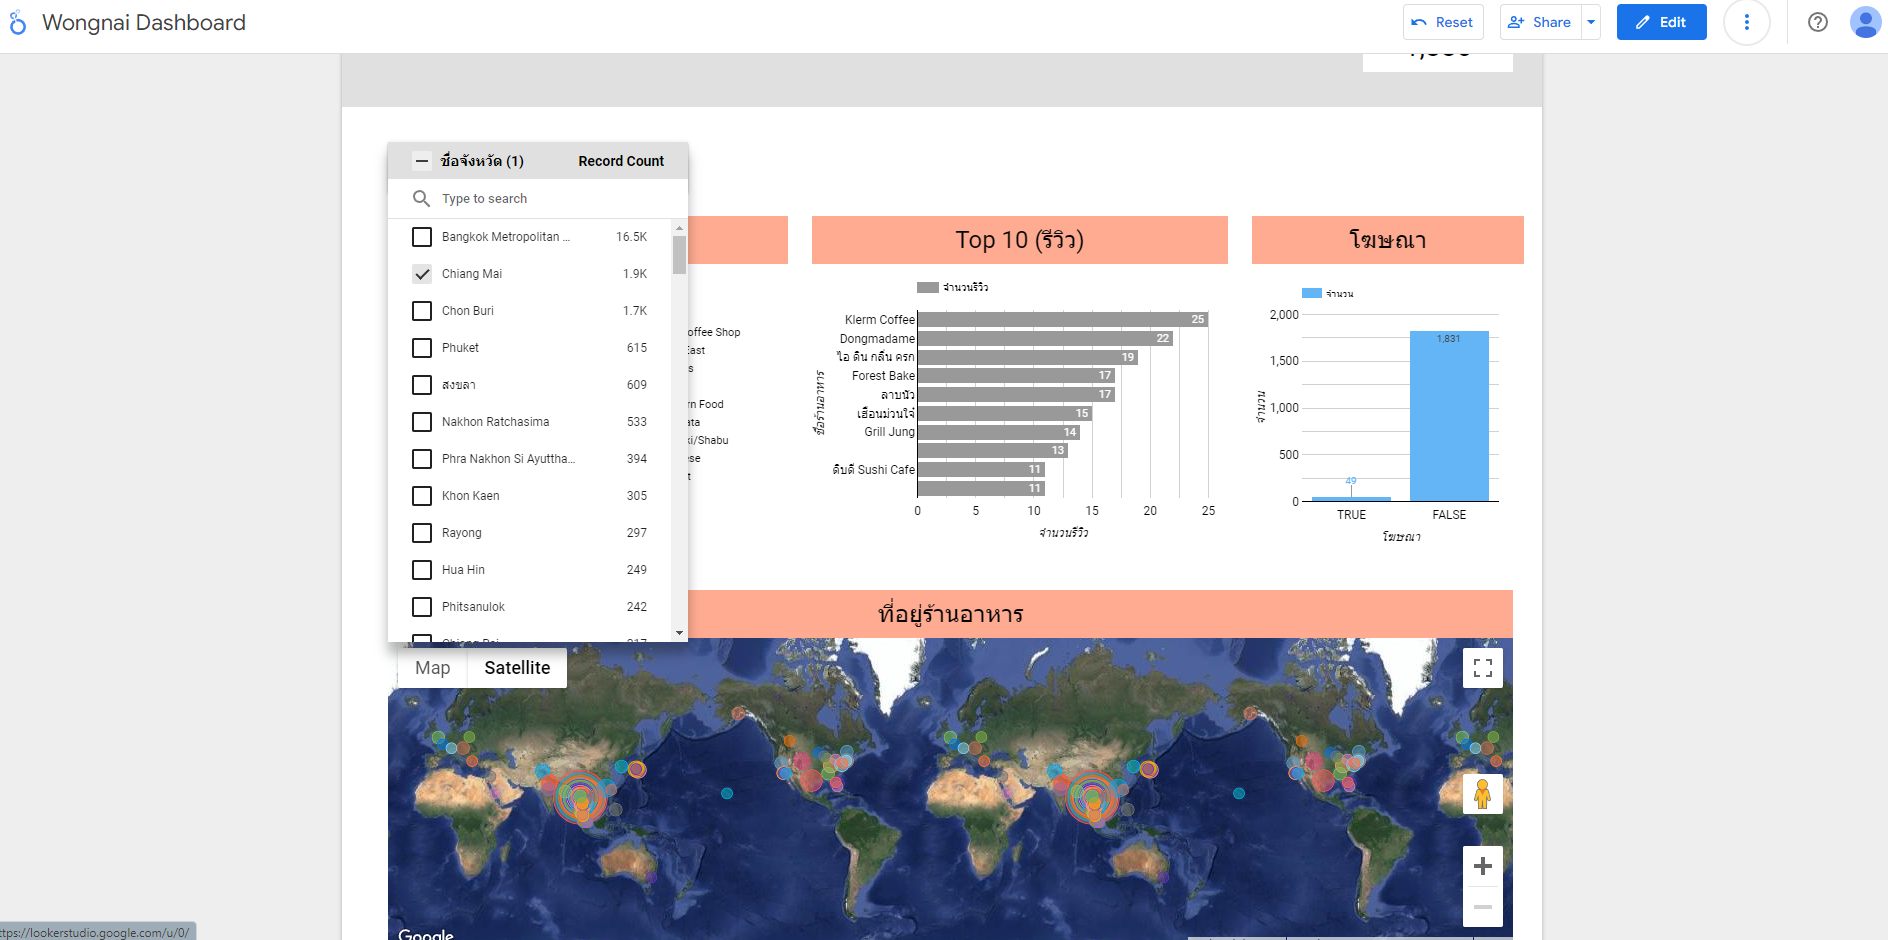 Wongnai Dashboard
Reset
Share
Edit
ชื่อจังหวัด (1) Record Count
Type to search
Bangkok Metropolitan ... 16.5K
Chiang Mai 1.9K
Chon Buri 1.7K
Phuket 615
สงขลา 609
Nakhon Ratchasima 533
Phra Nakhon Si Ayuttha... 394
Khon Kaen 305
Rayong 297
Hua Hin 249
Phitsanulok 242
offee Shop
East
s
rn Food
ata
ki/Shabu
ese
t
Top 10 (รีวิว)
จำนวนรีวิว
ชื่อร้านอาหาร
Klerm Coffee 25
Dongmadame 22
ไอ ดิน กลิ่น ครก 19
Forest Bake 17
ลาบนัว 17
เฮือนม่วนใจ๋ 15
Grill Jung 14
13
ดิบดี Sushi Cafe 11
11
0 5 10 15 20 25
จำนวนรีวิว
โฆษณา
จำนวน
2,000
1,500
1,000
500
0
จำนวน
49
1,831
TRUE FALSE
โฆษณา
ที่อยู่ร้านอาหาร
Map Satellite
Google
ttps://lookerstudio.google.com/u/0/